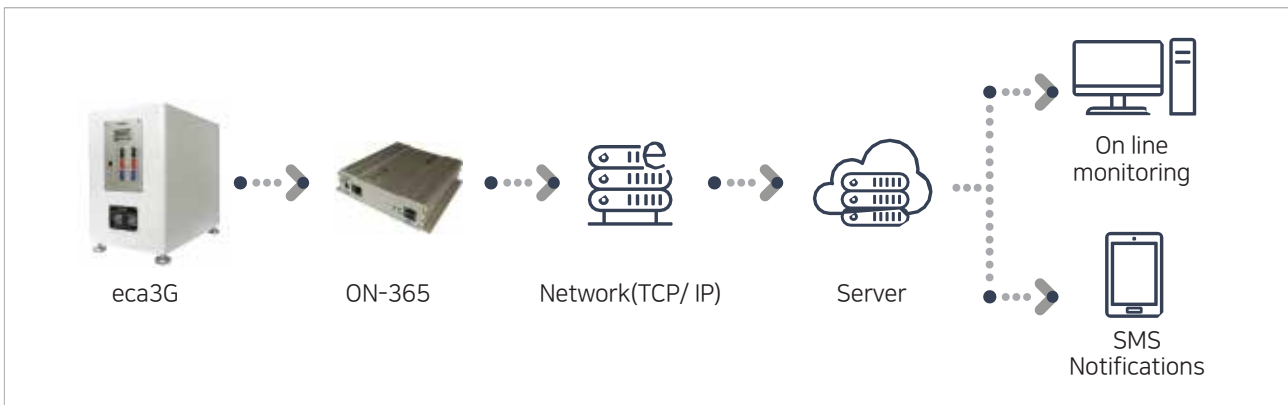 On line
monitoring
eca3G
ON-365
Network(TCP/ IP)
Server
SMS
Notifications